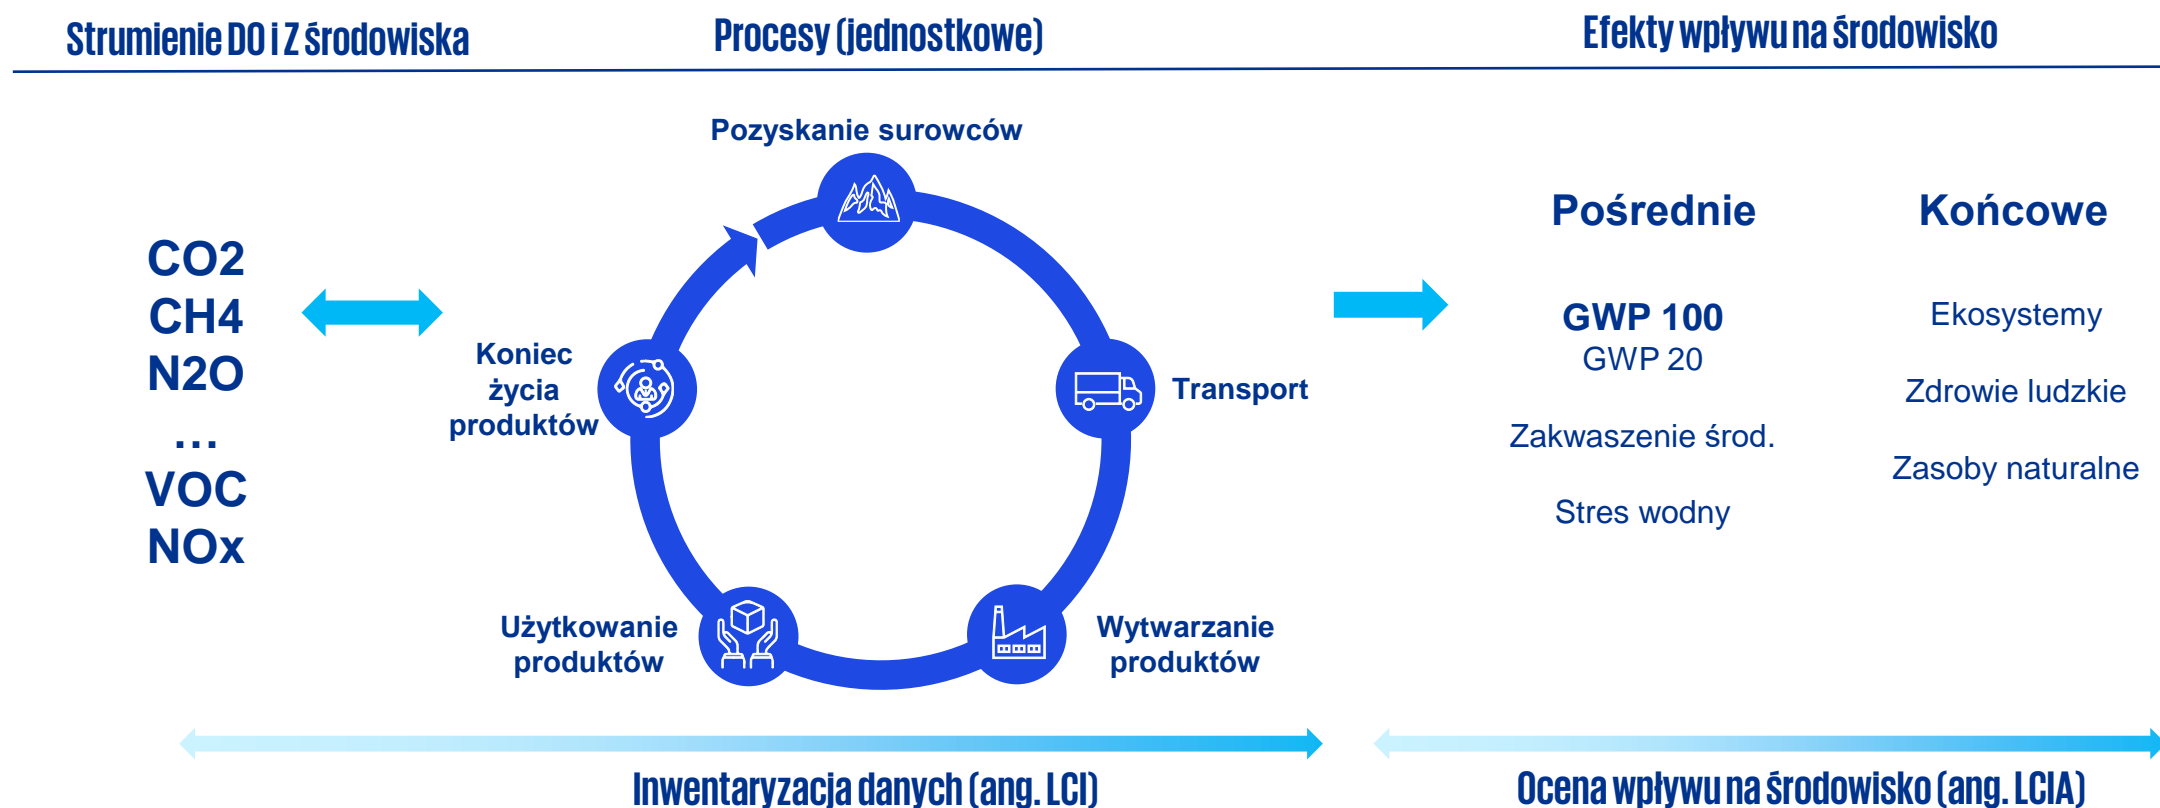 Strumienie DO i Z środowiska
Procesy (jednostkowe)
Efekty wpływu na środowisko
CO2
CH4
N2O
...
VOC
NOx
Pozyskanie surowców
Transport
Wytwarzanie
produktów
Użytkowanie
produktów
Koniec
życia
produktów
Pośrednie
GWP 100
GWP 20
Zakwaszenie środ.
Stres wodny
Końcowe
Ekosystemy
Zdrowie ludzkie
Zasoby naturalne
Inwentaryzacja danych (ang. LCI)
Ocena wpływu na środowisko (ang. LCIA)